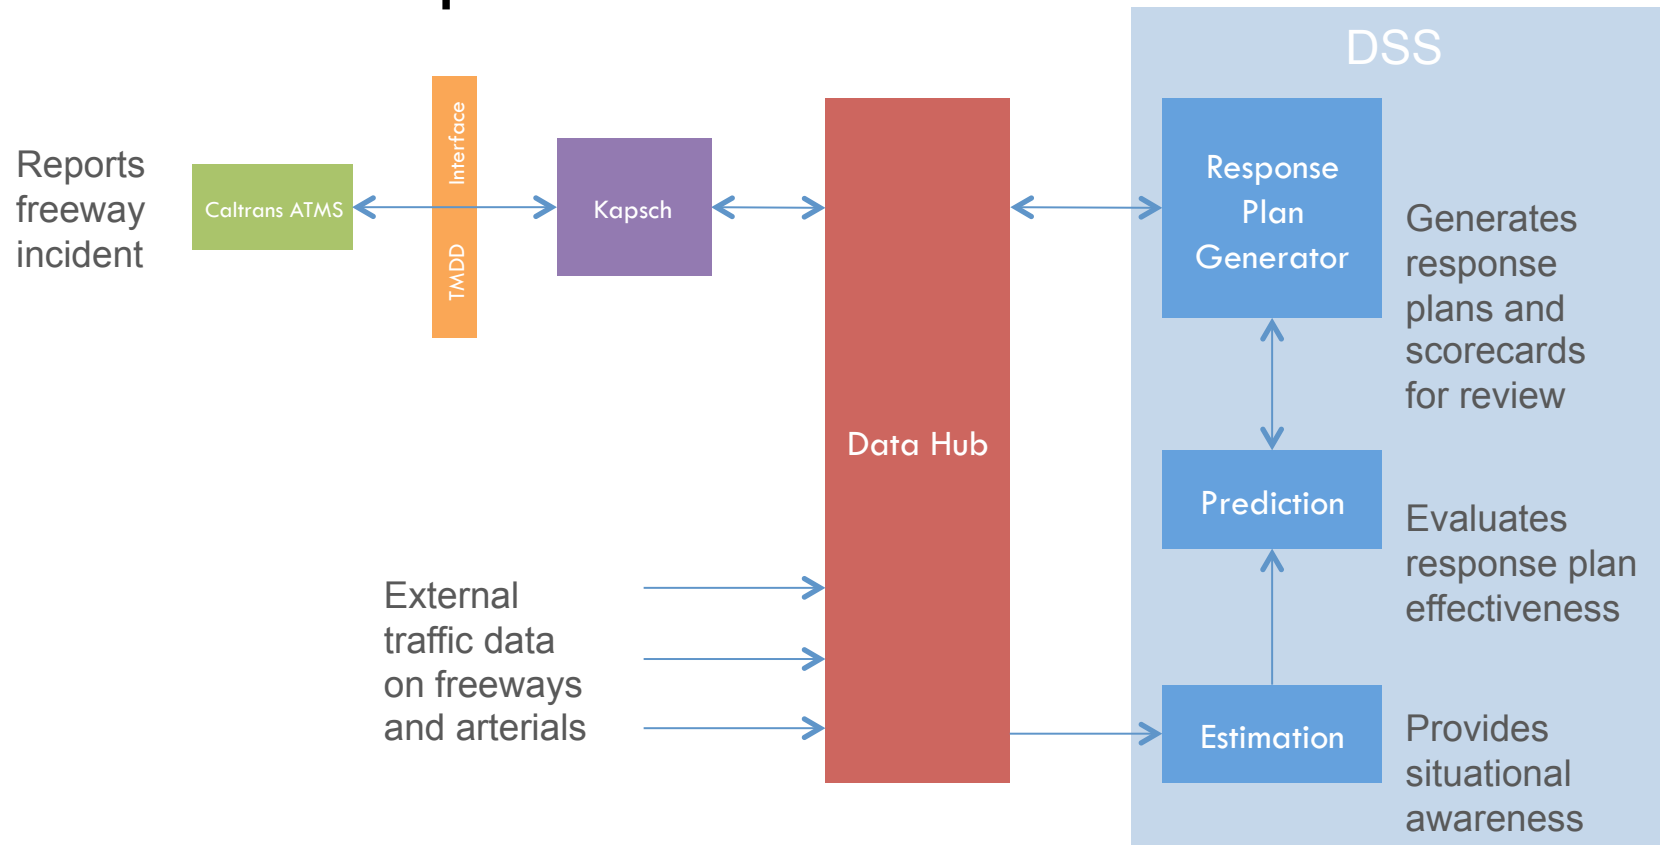 DSS
Reports
freeway
incident
Caltrans ATMS
Interface
TMDD
Kapsch
Data Hub
Response
Plan
Generator
Generates
response
plans and
scorecards
for review
Prediction
Evaluates
response plan
effectiveness
External
traffic data
on freeways
and arterials
Estimation
Provides
situational
awareness